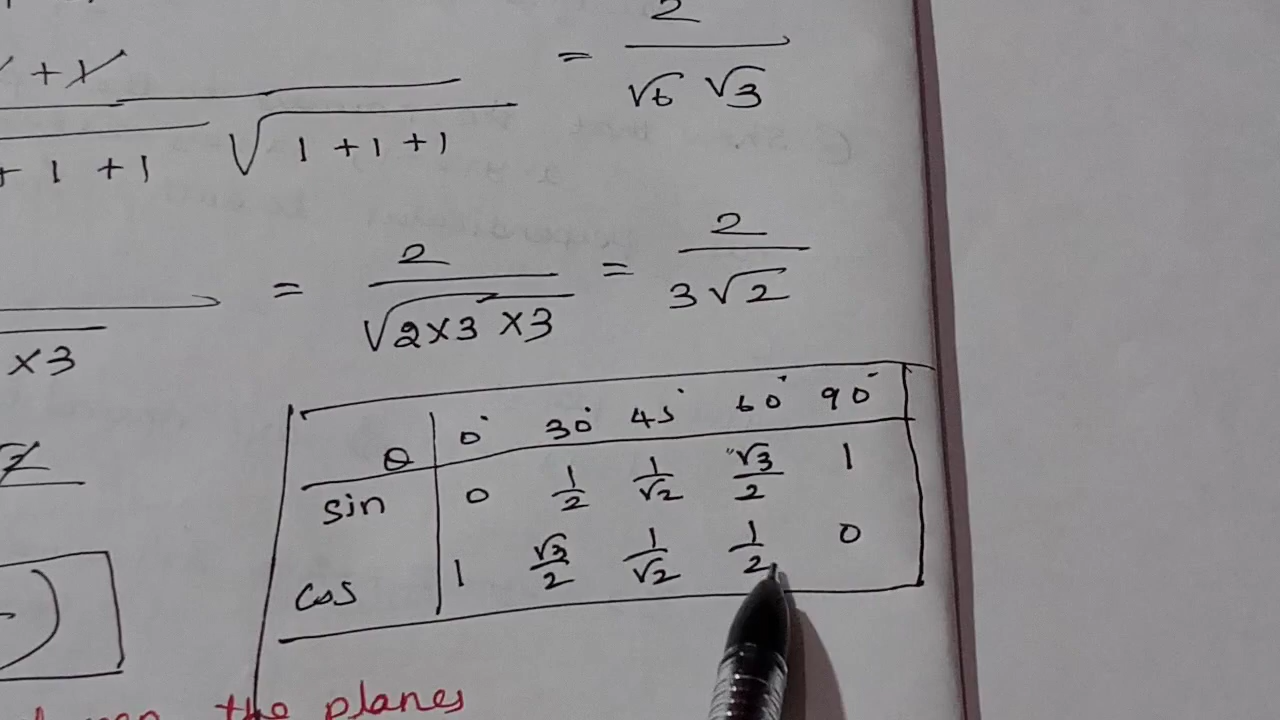 + x = 2 / √6 √3
+ 1 + 1 √1 + 1 + 1
= 2 / √2×3×3 = 2 / 3√2
×3
θ 0° 30° 45° 60° 90°
sin 0 1/2 1/√2 √3/2 1
cos 1 √3/2 1/√2 1/2 0
the planes